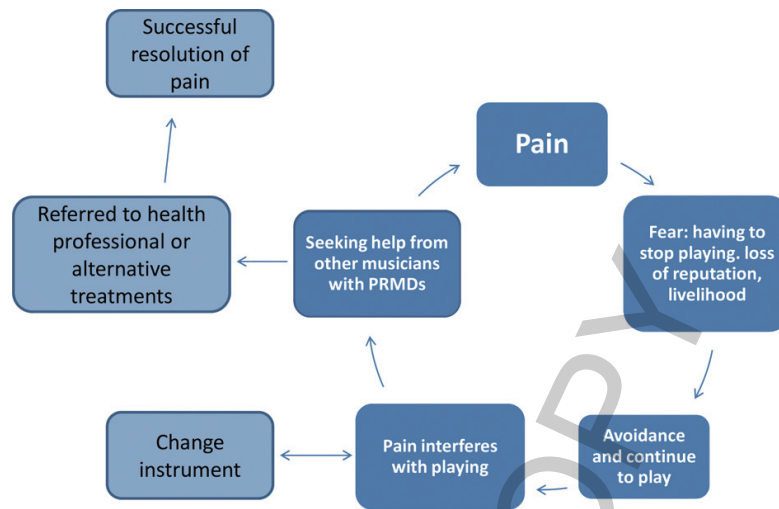 Successful
resolution of
pain
Pain
Referred to health
professional or
alternative
treatments
Seeking help from
other musicians
with PRMDs
Fear: having to
stop playing. loss
of reputation,
livelihood
Change
instrument
Pain interferes
with playing
Avoidance
and continue
to play
OPY